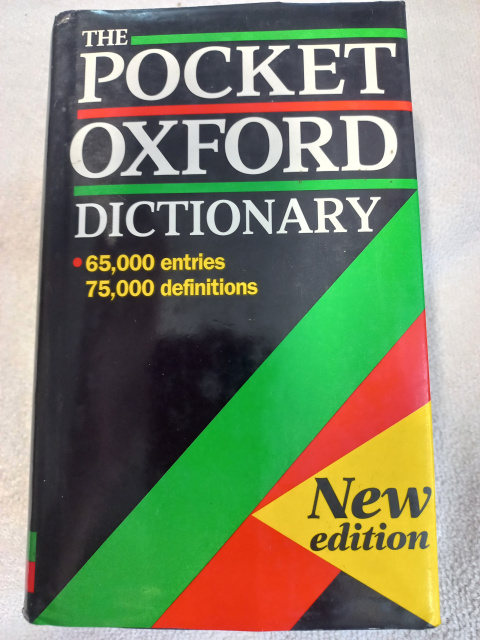 THE
POCKET
OXFORD
DICTIONARY
• 65,000 entries
75,000 definitions
New
edition